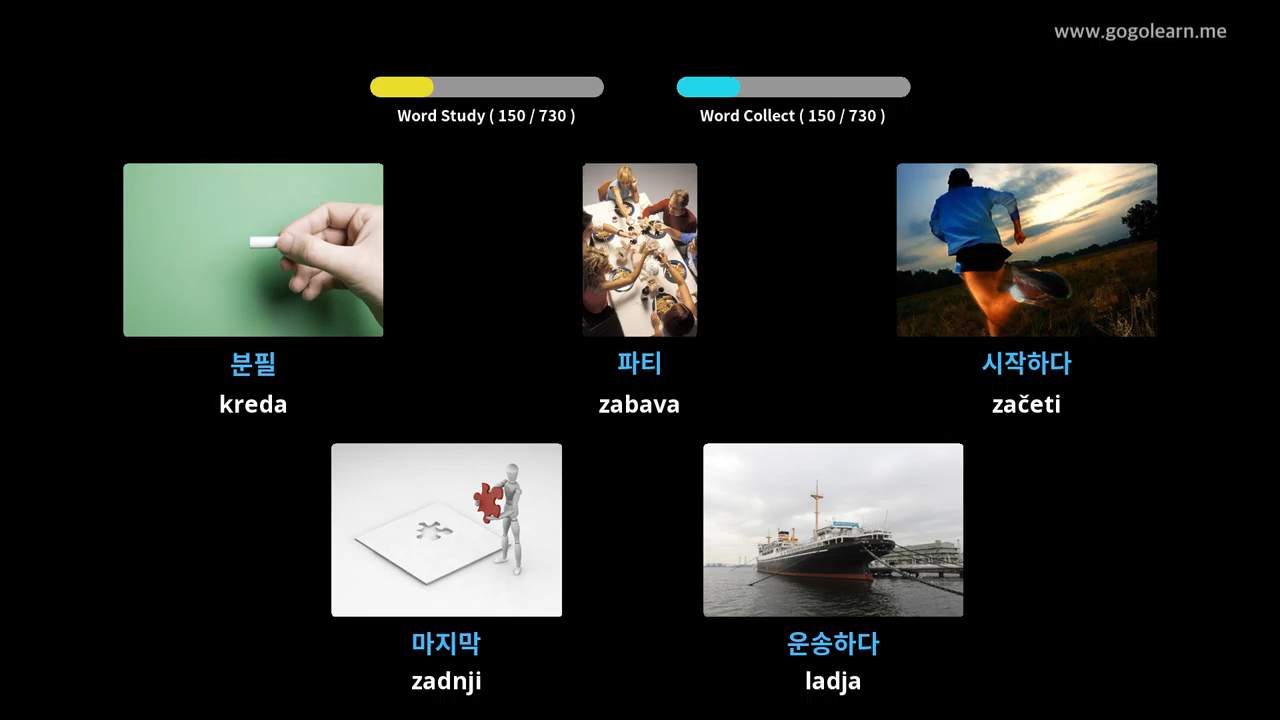 www.gogolearn.me
Word Study ( 150 / 730 )
Word Collect ( 150 / 730 )
분필
파티
시작하다
kreda
zabava
začeti
마지막
운송하다
zadnji
ladja